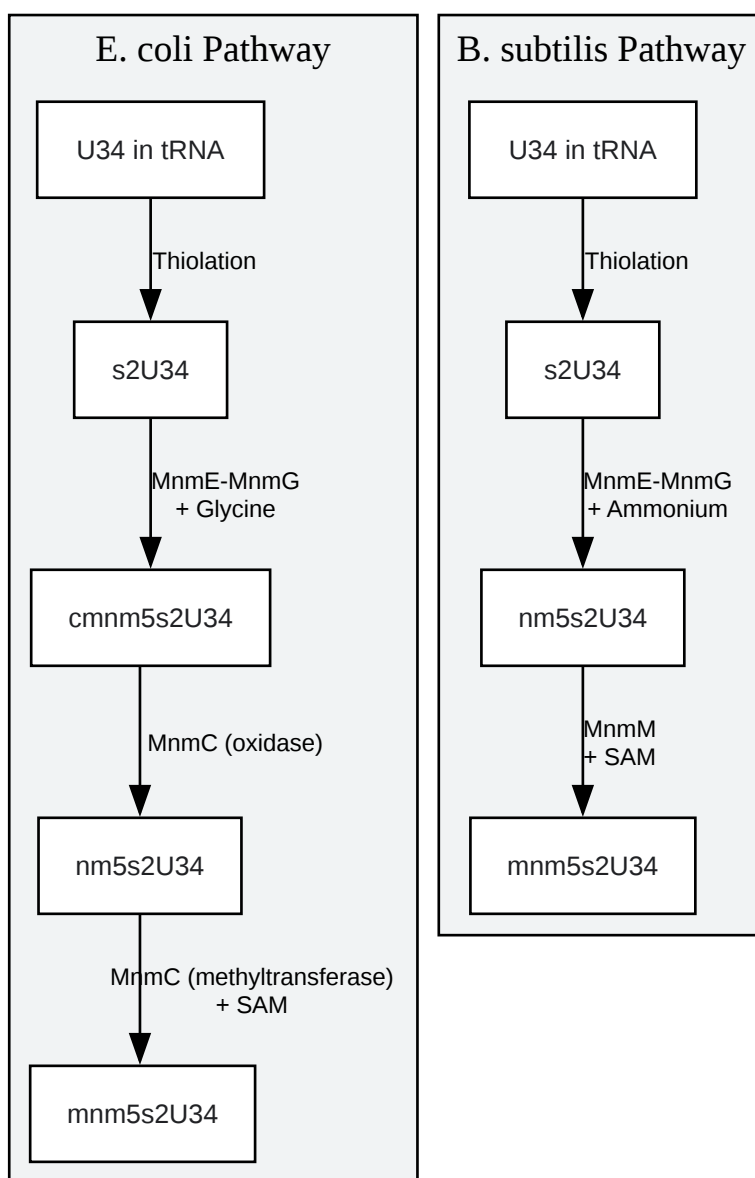 E. coli Pathway
U34 in tRNA
Thiolation
s2U34
MnmE-MnmG
+ Glycine
cmnm5s2U34
MnmC (oxidase)
nm5s2U34
MnmC (methyltransferase)
+ SAM
mnm5s2U34
B. subtilis Pathway
U34 in tRNA
Thiolation
s2U34
MnmE-MnmG
+ Ammonium
nm5s2U34
MnmM
+ SAM
mnm5s2U34